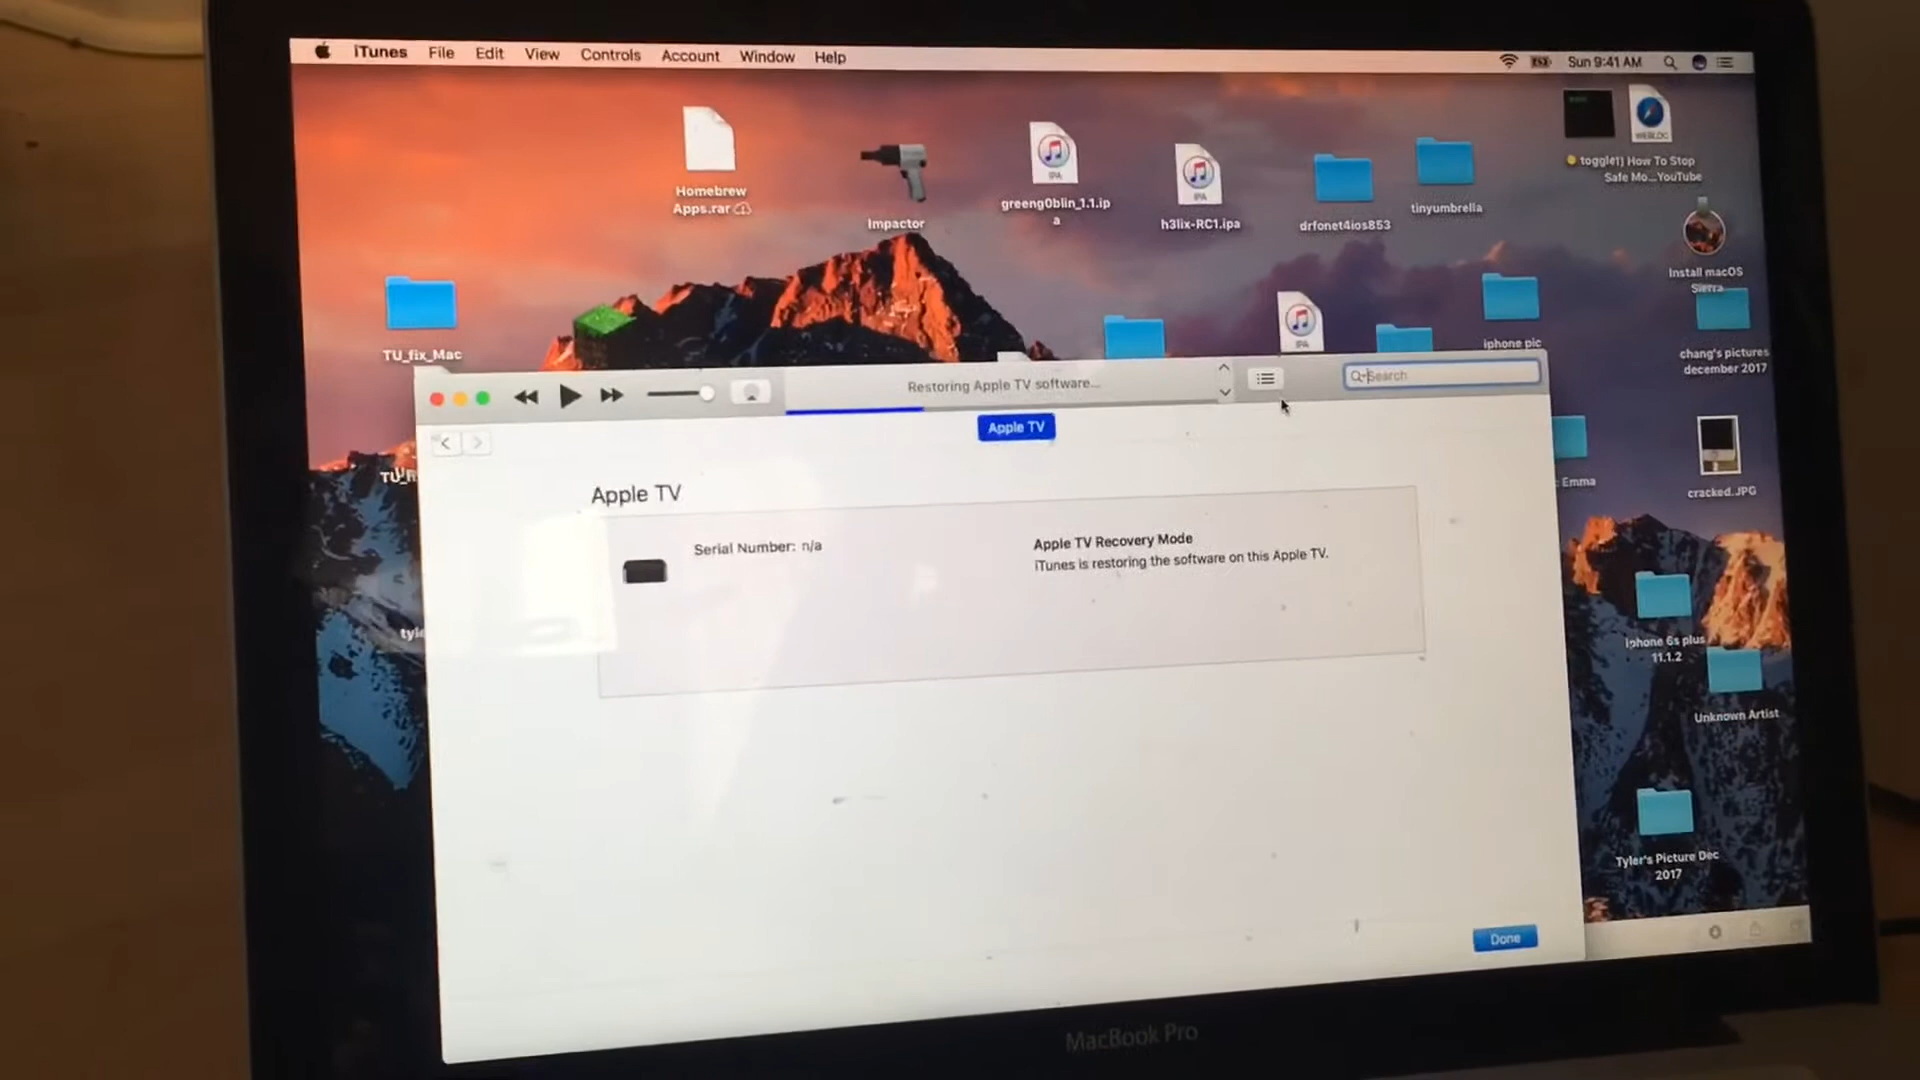 iTunes File Edit View Controls Account Window Help
Sun 9:41 AM
Homebrew
Apps.rar
Impactor
IPA
greeng0blin_1.1.ip
a
IPA
h3lix-RC1.ipa
drfonet4ios853
tinyumbrella
WEBLOC
toggle1) How To Stop
Safe Mo...YouTube
Install macOS
Sierra
TU_fix_Mac
IPA
iphone pic
chang's pictures
december 2017
Restoring Apple TV software...
Search
Apple TV
Emma
cracked.JPG
Apple TV
Serial Number: n/a
Apple TV Recovery Mode
iTunes is restoring the software on this Apple TV.
iphone 6s plus
11.1.2
Unknown Artist
Tyler's Picture Dec
2017
Done
MacBook Pro